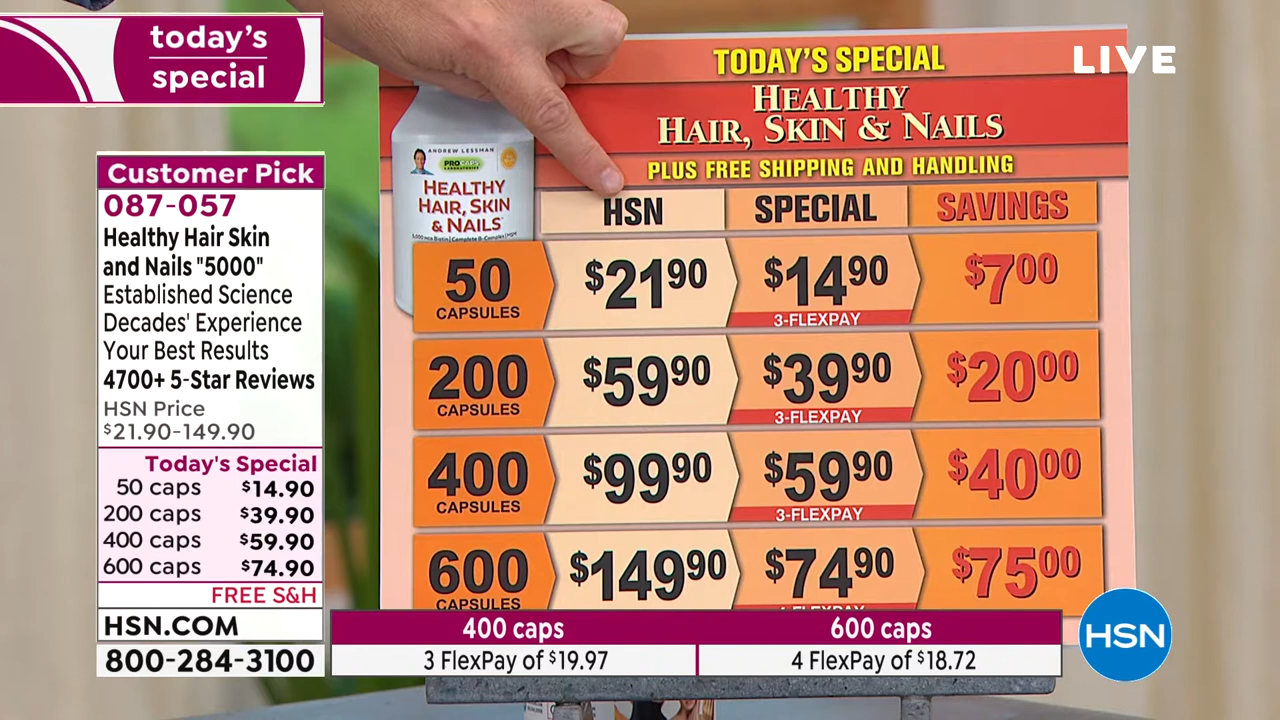 today's
special
LIVE
Customer Pick
087-057
Healthy Hair Skin
and Nails "5000"
Established Science
Decades' Experience
Your Best Results
4700+ 5-Star Reviews
HSN Price
$21.90-149.90
Today's Special
50 caps $14.90
200 caps $39.90
400 caps $59.90
600 caps $74.90
FREE S&H
HSN.COM
800-284-3100
TODAY'S SPECIAL
HEALTHY
HAIR, SKIN & NAILS
PLUS FREE SHIPPING AND HANDLING
ANDREW LESSMAN
PROCAPS
LABORATORIES
HEALTHY
HAIR, SKIN
& NAILS
HSN SPECIAL SAVINGS
50 CAPSULES $21.90 $14.90 $7.00
3-FLEXPAY
200 CAPSULES $59.90 $39.90 $20.00
3-FLEXPAY
400 CAPSULES $99.90 $59.90 $40.00
3-FLEXPAY
600 CAPSULES $149.90 $74.90 $75.00
400 caps 600 caps
3 FlexPay of $19.97 4 FlexPay of $18.72
HSN